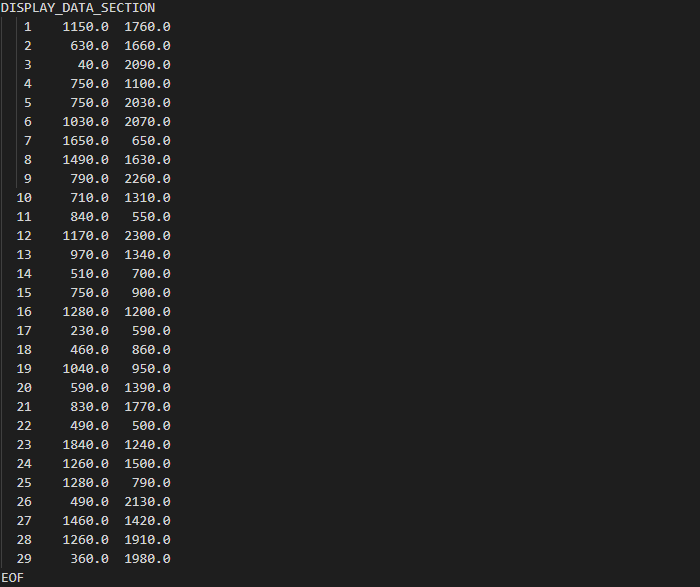 DISPLAY_DATA_SECTION
1 1150.0 1760.0
2 630.0 1660.0
3 40.0 2090.0
4 750.0 1100.0
5 750.0 2030.0
6 1030.0 2070.0
7 1650.0 650.0
8 1490.0 1630.0
9 790.0 2260.0
10 710.0 1310.0
11 840.0 550.0
12 1170.0 2300.0
13 970.0 1340.0
14 510.0 700.0
15 750.0 900.0
16 1280.0 1200.0
17 230.0 590.0
18 460.0 860.0
19 1040.0 950.0
20 590.0 1390.0
21 830.0 1770.0
22 490.0 500.0
23 1840.0 1240.0
24 1260.0 1500.0
25 1280.0 790.0
26 490.0 2130.0
27 1460.0 1420.0
28 1260.0 1910.0
29 360.0 1980.0
EOF